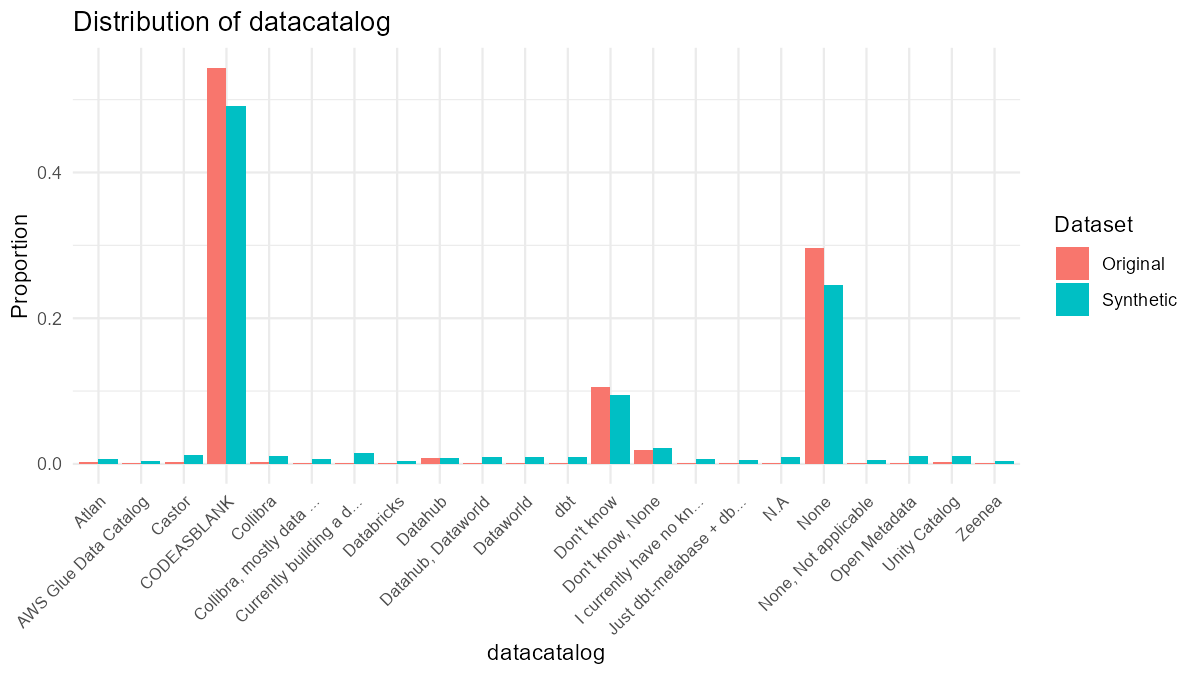 Distribution of datacatalog
Proportion
0.4
0.2
0.0
Atlan
AWS Glue Data Catalog
Castor
CODEASBLANK
Collibra
Collibra, mostly data ...
Currently building a d...
Databricks
Datahub
Datahub, Dataworld
Dataworld
dbt
Don't know
Don't know, None
I currently have no kn...
Just dbt-metabase + db...
N.A
None
None, Not applicable
Open Metadata
Unity Catalog
Zeenea
datacatalog
Dataset
Original
Synthetic